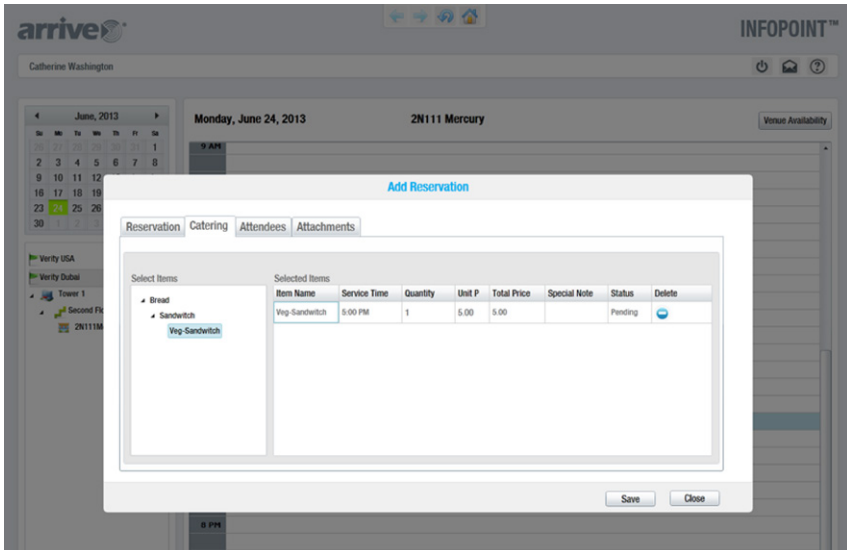 arrive
INFOPOINT™
Catherine Washington
June, 2013
Su Mo Tu We Th Fr Sa
26 27 28 29 30 31 1
2 3 4 5 6 7 8
9 10 11 12
16 17 18 19
23 24 25 26
30 1 2 3
Verity USA
Verity Dubai
Tower 1
Second Flo
2N111M
Monday, June 24, 2013 2N111 Mercury Venue Availability
9 AM
Add Reservation
Reservation Catering Attendees Attachments
Select Items
Bread
Sandwitch
Veg-Sandwitch
Selected Items
Item Name Service Time Quantity Unit P Total Price Special Note Status Delete
Veg-Sandwitch 5:00 PM 1 5.00 5.00 Pending
Save Close
8 PM